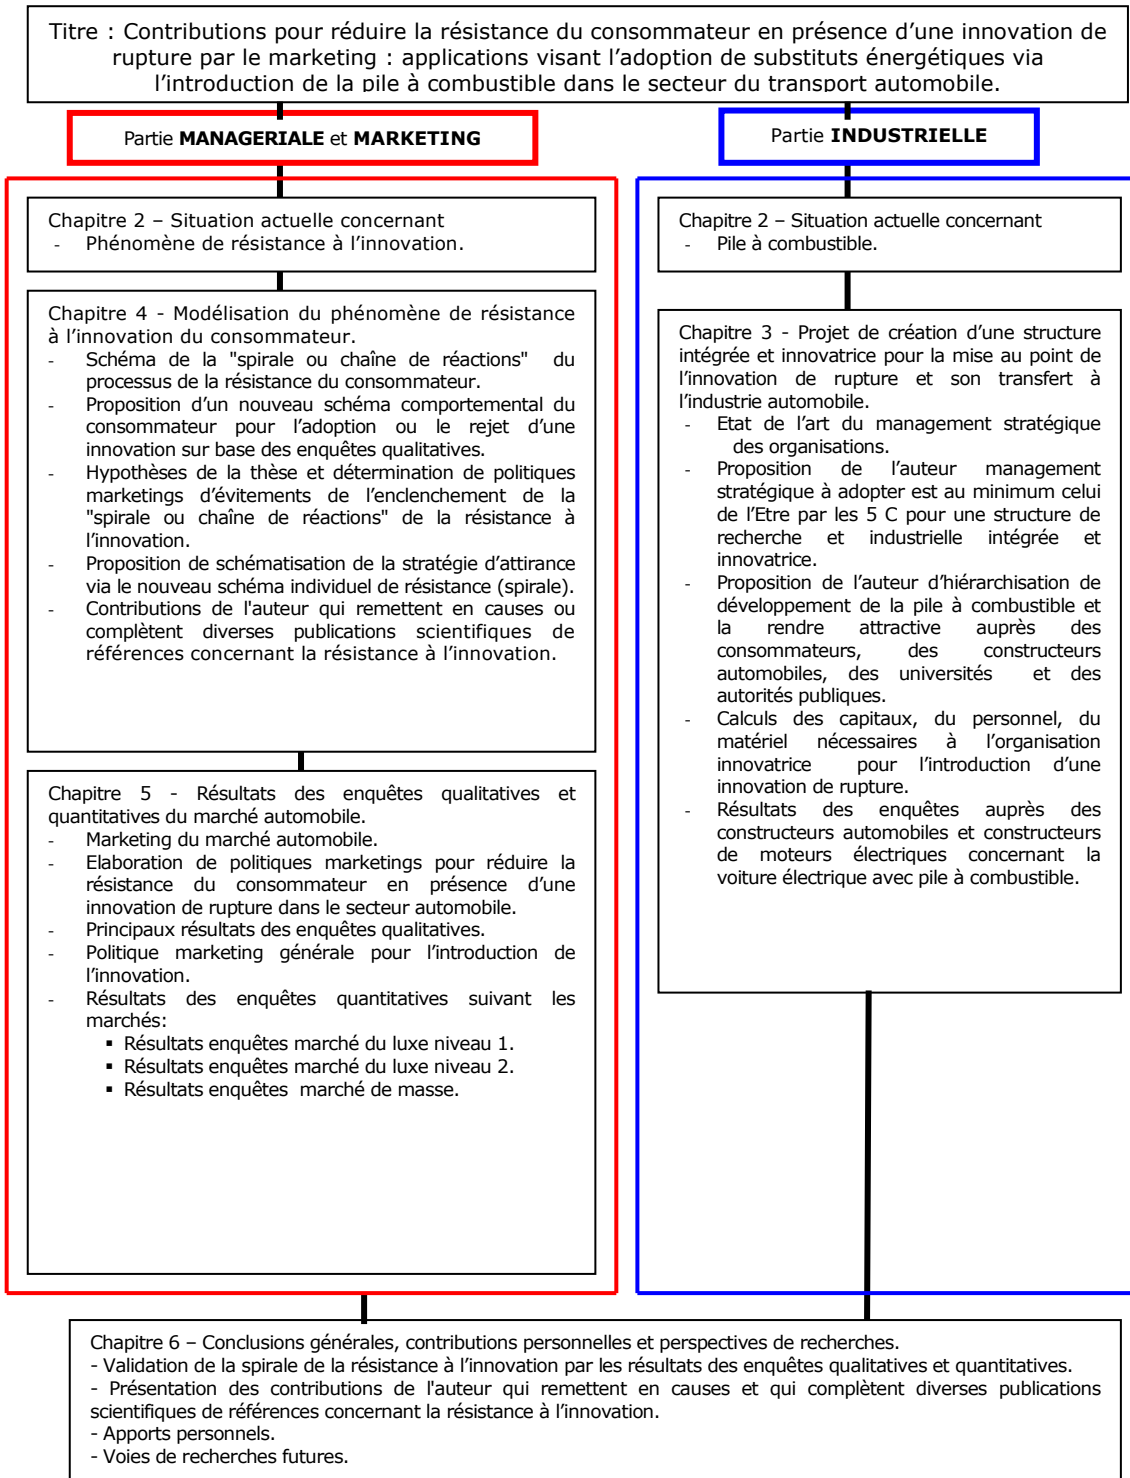 Titre : Contributions pour réduire la résistance du consommateur en présence d'une innovation de
rupture par le marketing : applications visant l'adoption de substituts énergétiques via
l'introduction de la pile à combustible dans le secteur du transport automobile.
Partie MANAGERIALE et MARKETING
Partie INDUSTRIELLE
Chapitre 2 – Situation actuelle concernant
- Phénomène de résistance à l'innovation.
Chapitre 4 - Modélisation du phénomène de résistance
à l'innovation du consommateur.
- Schéma de la "spirale ou chaîne de réactions" du
processus de la résistance du consommateur.
- Proposition d'un nouveau schéma comportemental du
consommateur pour l'adoption ou le rejet d'une
innovation sur base des enquêtes qualitatives.
- Hypothèses de la thèse et détermination de politiques
marketings d'évitements de l'enclenchement de la
"spirale ou chaîne de réactions" de la résistance à
l'innovation.
- Proposition de schématisation de la stratégie d'attirance
via le nouveau schéma individuel de résistance (spirale).
- Contributions de l'auteur qui remettent en causes ou
complètent diverses publications scientifiques de
références concernant la résistance à l'innovation.
Chapitre 5 - Résultats des enquêtes qualitatives et
quantitatives du marché automobile.
- Marketing du marché automobile.
- Elaboration de politiques marketings pour réduire la
résistance du consommateur en présence d'une
innovation de rupture dans le secteur automobile.
- Principaux résultats des enquêtes qualitatives.
- Politique marketing générale pour l'introduction de
l'innovation.
- Résultats des enquêtes quantitatives suivant les
marchés:
▪ Résultats enquêtes marché du luxe niveau 1.
▪ Résultats enquêtes marché du luxe niveau 2.
▪ Résultats enquêtes marché de masse.
Chapitre 2 – Situation actuelle concernant
- Pile à combustible.
Chapitre 3 - Projet de création d'une structure
intégrée et innovatrice pour la mise au point de
l'innovation de rupture et son transfert à
l'industrie automobile.
- Etat de l'art du management stratégique
des organisations.
- Proposition de l'auteur management
stratégique à adopter est au minimum celui
de l'Etre par les 5 C pour une structure de
recherche et industrielle intégrée et
innovatrice.
- Proposition de l'auteur d'hiérarchisation de
développement de la pile à combustible et
la rendre attractive auprès des
consommateurs, des constructeurs
automobiles, des universités et des
autorités publiques.
- Calculs des capitaux, du personnel, du
matériel nécessaires à l'organisation
innovatrice pour l'introduction d'une
innovation de rupture.
- Résultats des enquêtes auprès des
constructeurs automobiles et constructeurs
de moteurs électriques concernant la
voiture électrique avec pile à combustible.
Chapitre 6 – Conclusions générales, contributions personnelles et perspectives de recherches.
- Validation de la spirale de la résistance à l'innovation par les résultats des enquêtes qualitatives et quantitatives.
- Présentation des contributions de l'auteur qui remettent en causes et qui complètent diverses publications
scientifiques de références concernant la résistance à l'innovation.
- Apports personnels.
- Voies de recherches futures.